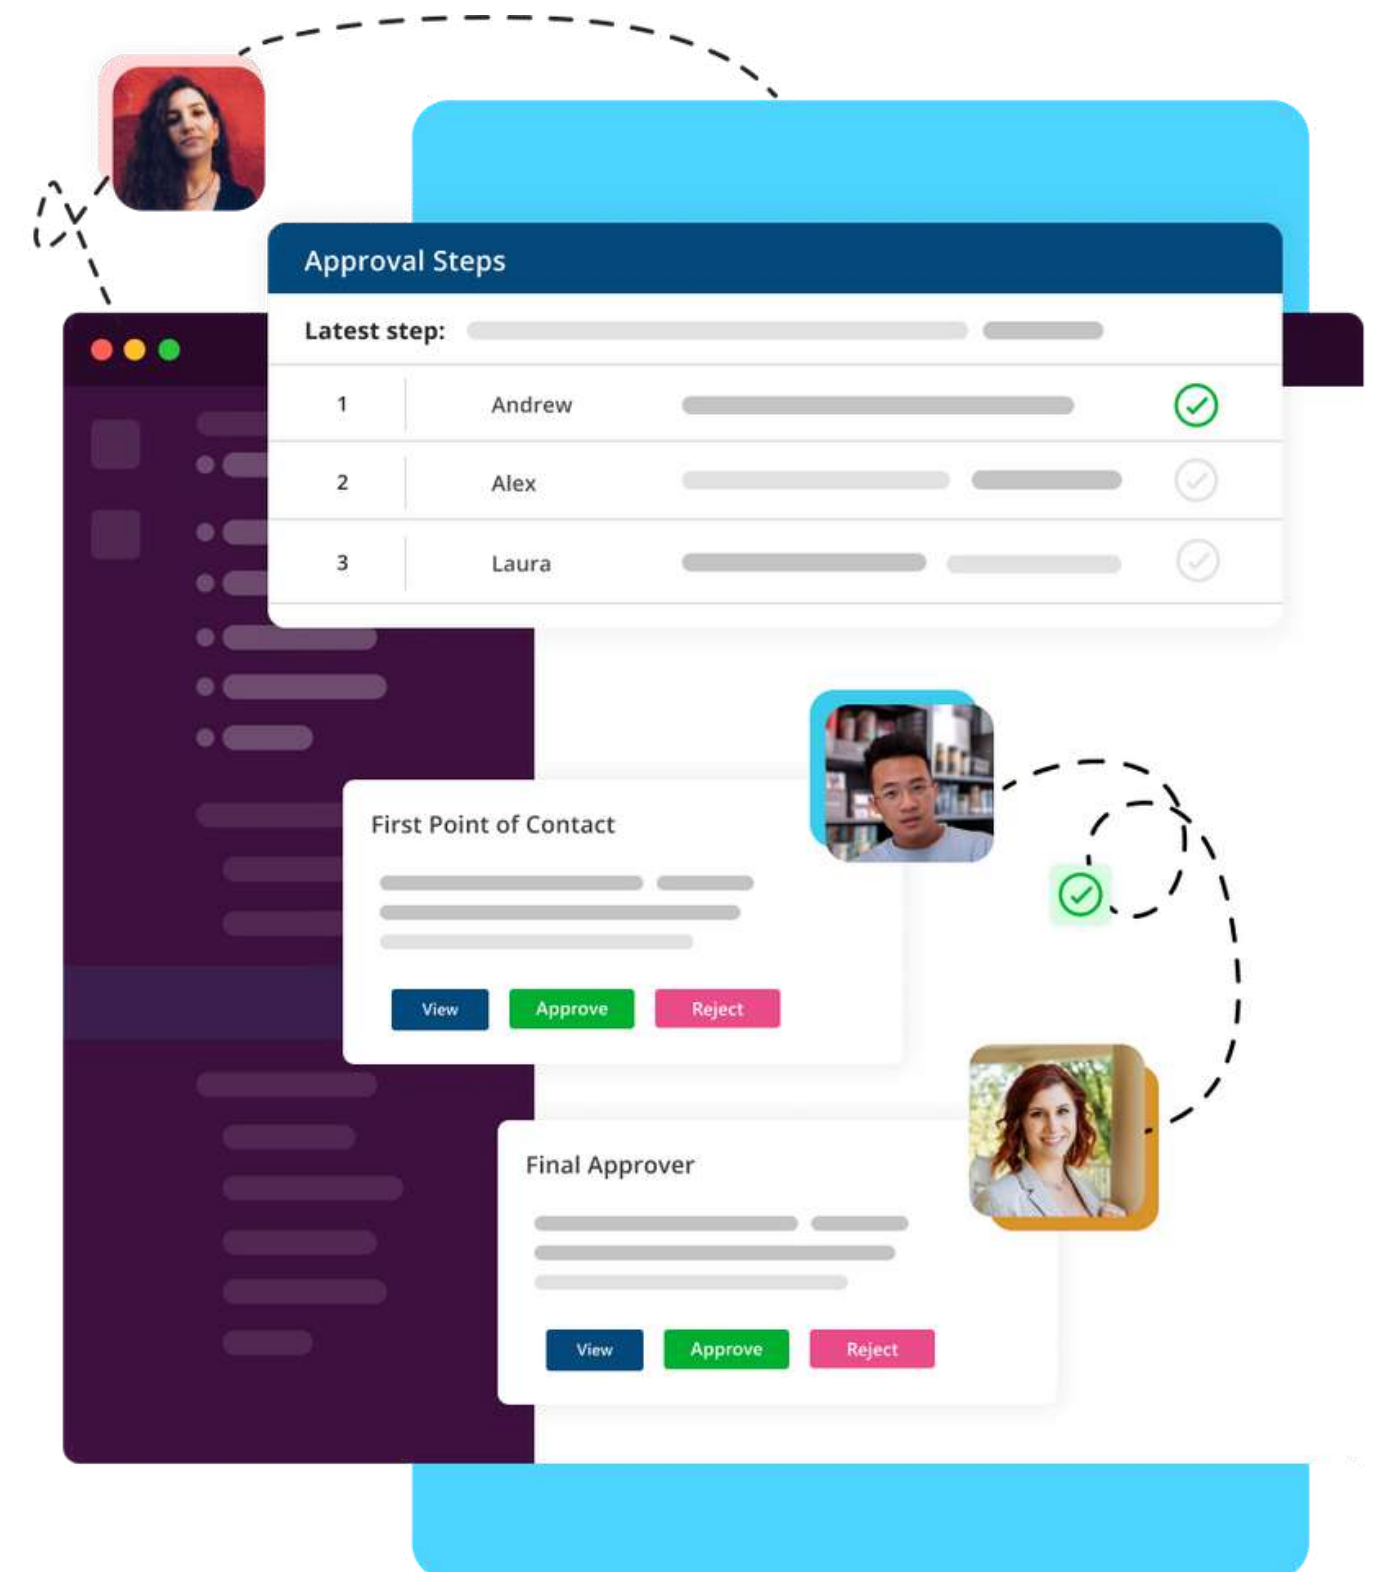 Approval Steps
Latest step:
1 Andrew
2 Alex
3 Laura
First Point of Contact
View Approve Reject
Final Approver
View Approve Reject